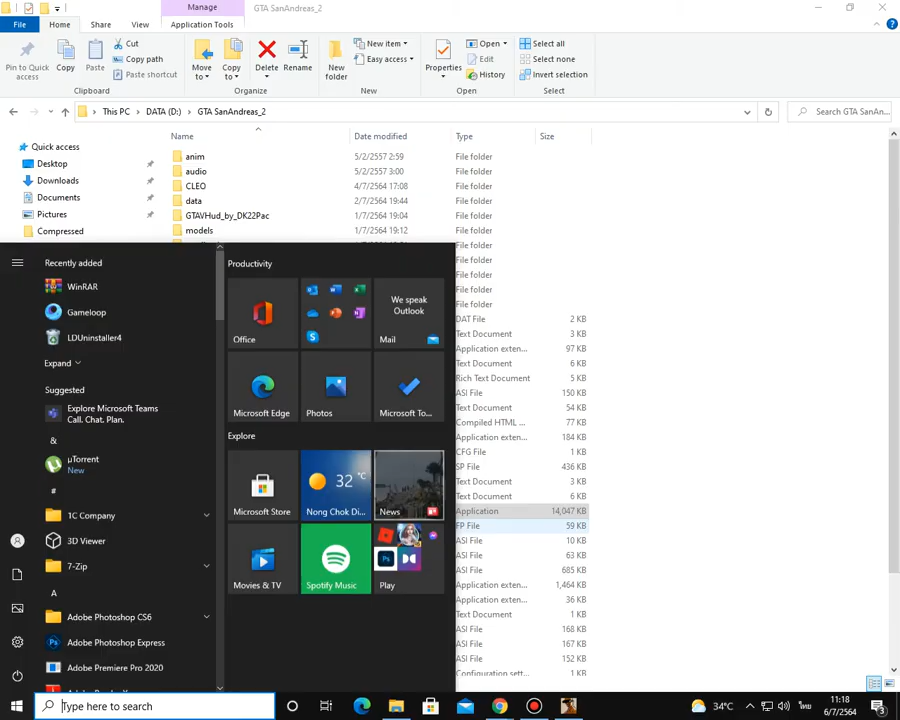 Manage
GTA SanAndreas_2
File
Home
Share
View
Application Tools
Pin to Quick access
Copy
Paste
Cut
Copy path
Paste shortcut
Clipboard
Move to
Copy to
Delete
Rename
Organize
New folder
New item
Easy access
New
Properties
Open
Edit
History
Open
Select all
Select none
Invert selection
Select
This PC > DATA (D:) > GTA SanAndreas_2
Search GTA SanAn...
Name
Date modified
Type
Size
Quick access
Desktop
Downloads
Documents
Pictures
Compressed
anim 5/2/2557 2:59 File folder
audio 5/2/2557 3:00 File folder
CLEO 4/7/2564 17:08 File folder
data 2/7/2564 19:44 File folder
GTAVHud_by_DK22Pac 1/7/2564 19:04 File folder
models 1/7/2564 19:12 File folder
File folder
File folder
File folder
File folder
File folder
DAT File 2 KB
Text Document 3 KB
Application exten... 97 KB
Text Document 6 KB
Rich Text Document 5 KB
ASI File 150 KB
Text Document 54 KB
Compiled HTML ... 77 KB
Application exten... 184 KB
CFG File 1 KB
SP File 436 KB
Text Document 3 KB
Text Document 6 KB
Application 14,047 KB
FP File 59 KB
ASI File 10 KB
ASI File 63 KB
ASI File 685 KB
Application exten... 1,464 KB
Application exten... 36 KB
Text Document 1 KB
ASI File 168 KB
ASI File 167 KB
ASI File 152 KB
Configuration sett...
Recently added
WinRAR
Gameloop
LDUninstaller4
Expand
Suggested
Explore Microsoft Teams
Call. Chat. Plan.
&
µTorrent
New
#
1C Company
3D Viewer
7-Zip
A
Adobe Photoshop CS6
Adobe Photoshop Express
Adobe Premiere Pro 2020
Productivity
Office
We speak Outlook
Mail
Microsoft Edge
Photos
Microsoft To...
Explore
Microsoft Store
32 °C
Nong Chok Di...
News
Movies & TV
Spotify Music
Play
Type here to search
34°C
11:18
6/7/2564
3